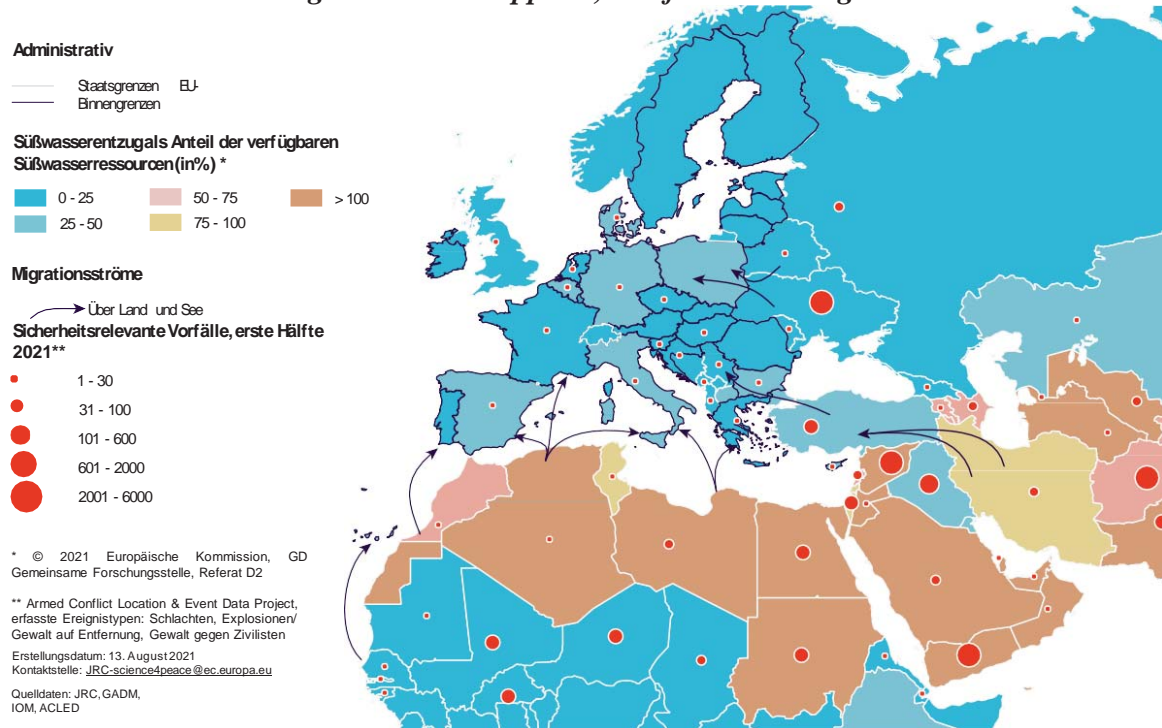 Administrativ
Staatsgrenzen EU-
Binnengrenzen
Süßwasserentzugals Anteil der verfügbaren
Süßwasserressourcen(in%) *
0 - 25
50 - 75
> 100
25 - 50
75 - 100
Migrationsströme
Über Land und See
Sicherheitsrelevante Vorfälle, erste Hälfte
2021**
1 - 30
31 - 100
101 - 600
601 - 2000
2001 - 6000
* © 2021 Europäische Kommission, GD
Gemeinsame Forschungsstelle, Referat D2
** Armed Conflict Location & Event Data Project,
erfasste Ereignistypen: Schlachten, Explosionen/
Gewalt auf Entfernung, Gewalt gegen Zivilisten
Erstellungsdatum: 13. August 2021
Kontaktstelle: JRC-science4peace@ec.europa.eu
Quelldaten: JRC, GADM,
IOM, ACLED